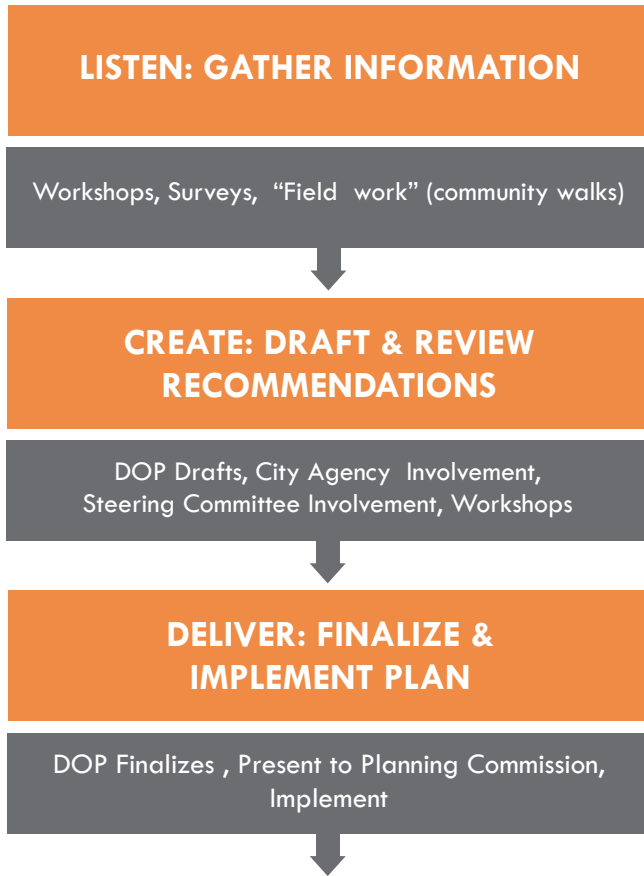 LISTEN: GATHER INFORMATION
Workshops, Surveys, “Field work” (community walks)
CREATE: DRAFT & REVIEW
RECOMMENDATIONS
DOP Drafts, City Agency Involvement,
Steering Committee Involvement, Workshops
DELIVER: FINALIZE &
IMPLEMENT PLAN
DOP Finalizes , Present to Planning Commission,
Implement